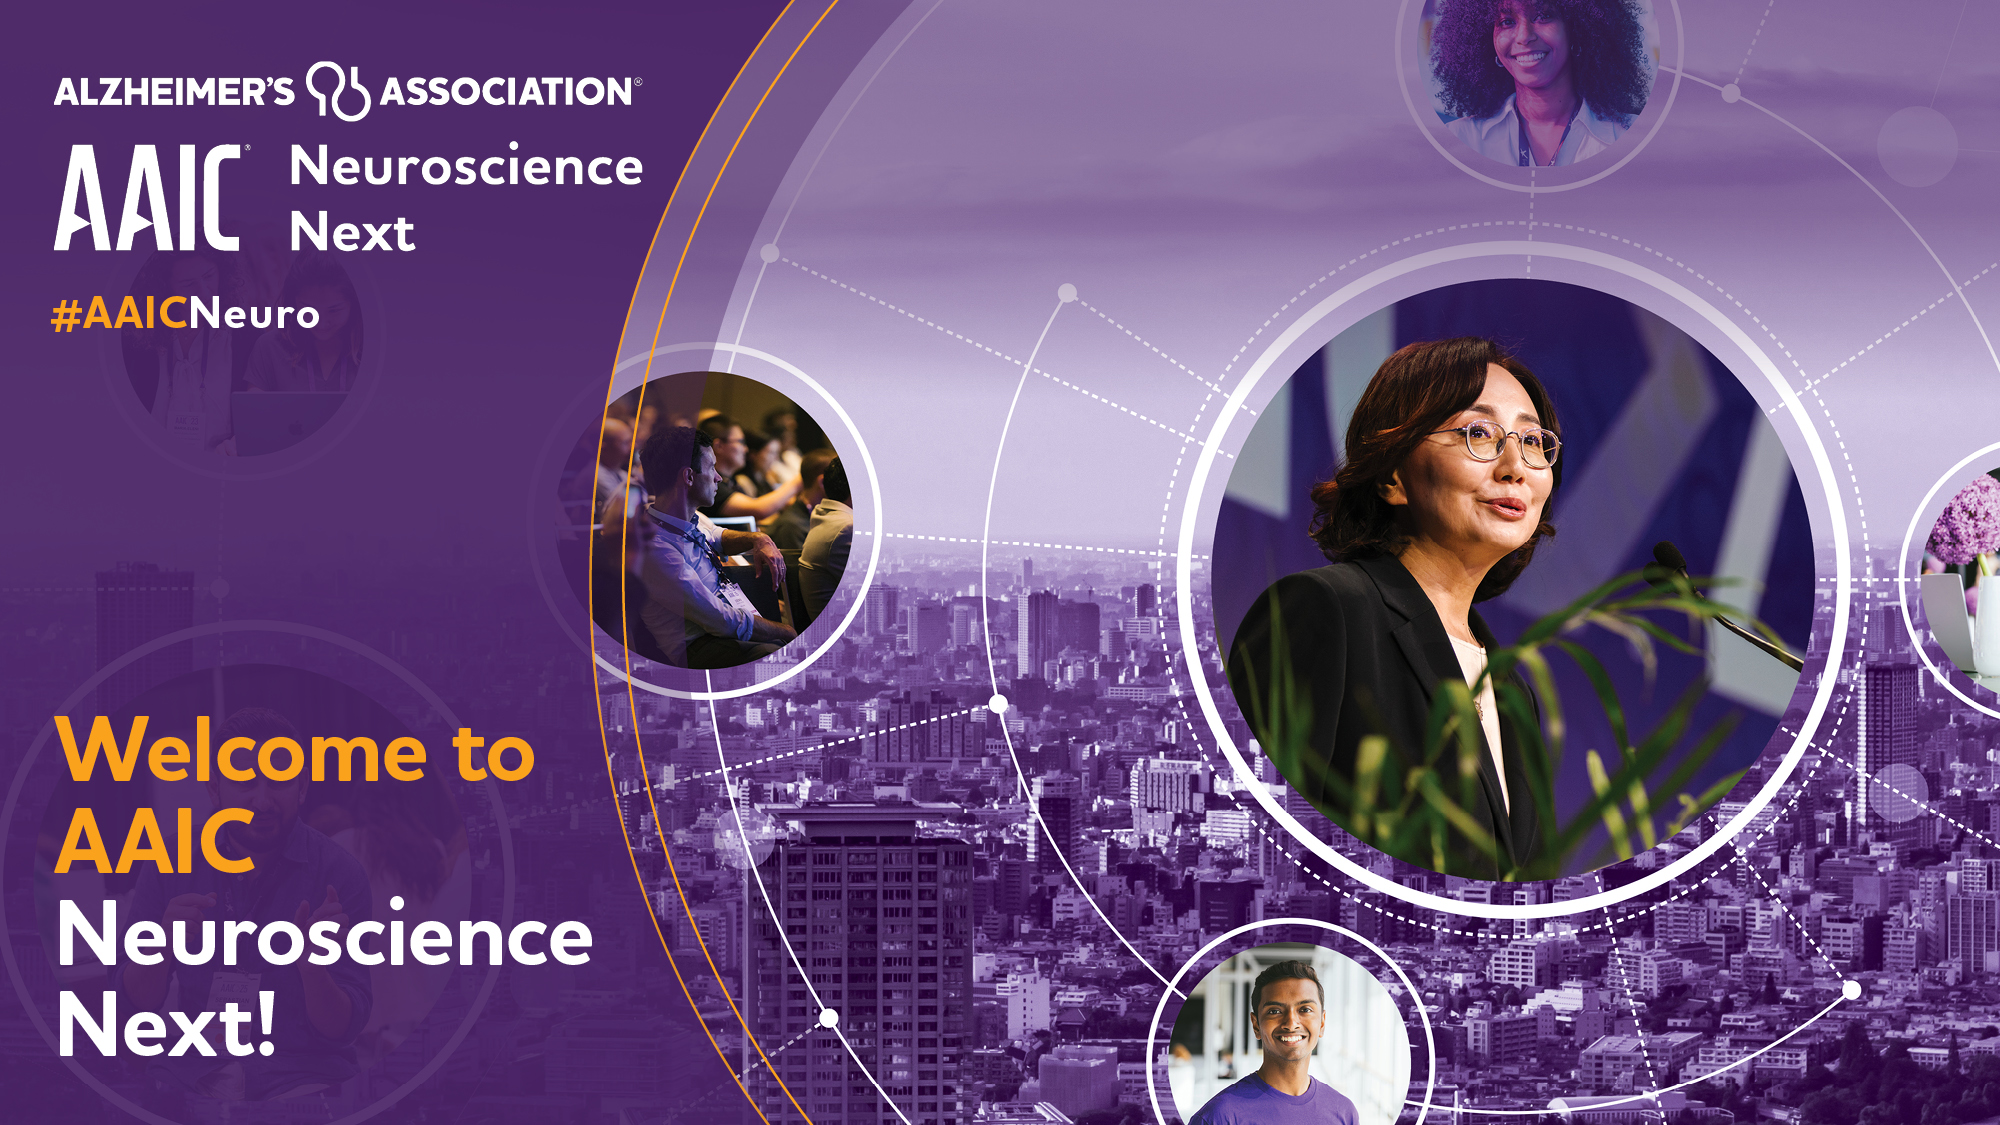 ALZHEIMER'S ASSOCIATION®
AAIC® Neuroscience
Next
#AAICNeuro
Welcome to
AAIC
Neuroscience
Next!